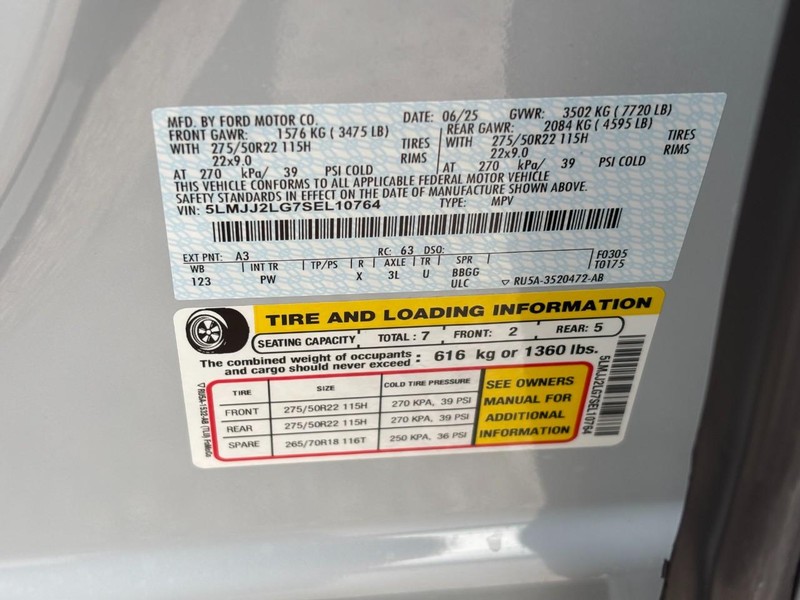 MFD. BY FORD MOTOR CO. DATE: 06/25 GVWR: 3502 KG ( 7720 LB)
FRONT GAWR: 1576 KG ( 3475 LB) REAR GAWR: 2084 KG ( 4595 LB)
WITH 275/50R22 115H TIRES WITH 275/50R22 115H TIRES
22x9.0 RIMS 22x9.0 RIMS
AT 270 kPa/ 39 PSI COLD AT 270 kPa/ 39 PSI COLD
THIS VEHICLE CONFORMS TO ALL APPLICABLE FEDERAL MOTOR VEHICLE
SAFETY STANDARDS IN EFFECT ON THE DATE OF MANUFACTURE SHOWN ABOVE.
VIN: 5LMJJ2LG7SEL10764 TYPE: MPV
EXT PNT: A3 RC: 63 DSO: F0305
WB INT TR TP/PS R AXLE TR SPR T0175
123 PW X 3L U BBGG
ULC ▽ RU5A-3520472-AB
TIRE AND LOADING INFORMATION
SEATING CAPACITY TOTAL : 7 FRONT: 2 REAR: 5
The combined weight of occupants and cargo should never exceed : 616 kg or 1360 lbs.
TIRE SIZE COLD TIRE PRESSURE
FRONT 275/50R22 115H 270 KPA, 39 PSI
REAR 275/50R22 115H 270 KPA, 39 PSI
SPARE 265/70R18 116T 250 KPA, 36 PSI
SEE OWNERS
MANUAL FOR
ADDITIONAL
INFORMATION
5LMJJ2LG7SEL10764